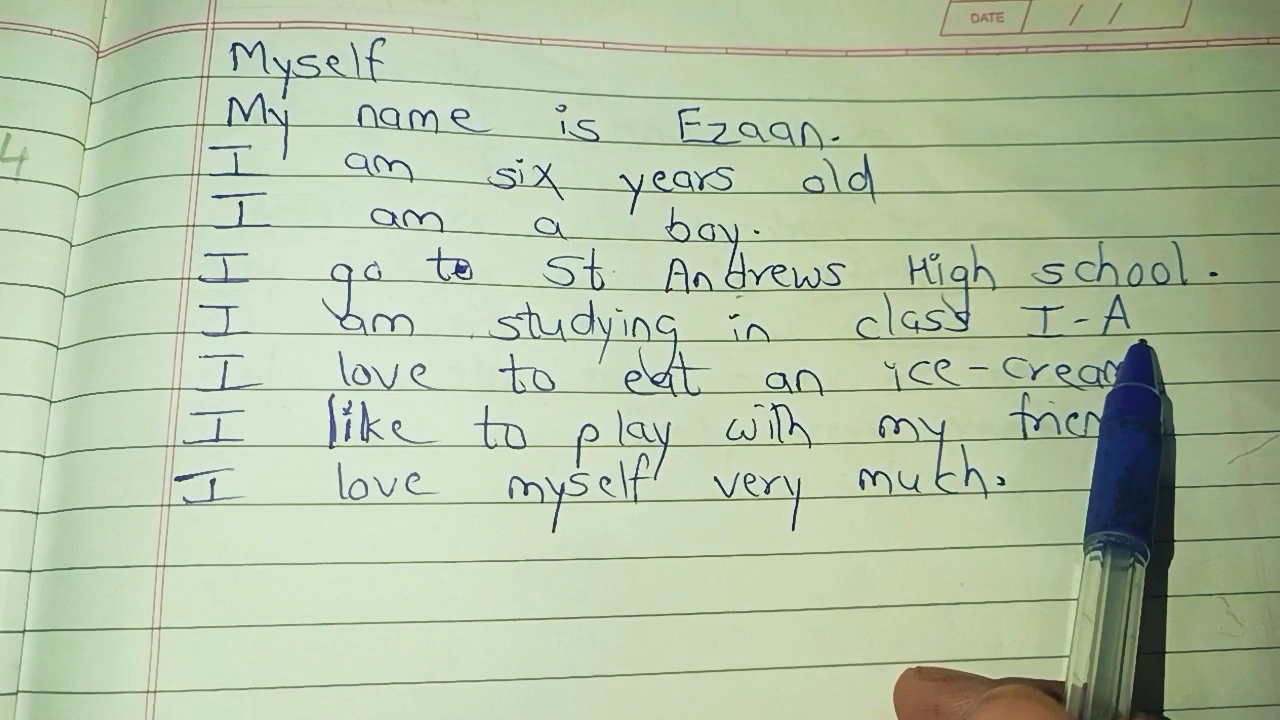 DATE / /
Myself
My name is Ezaan.
I am six years old
I am a boy.
I go to St. Andrews High school.
I am studying in class I-A
I love to eat an ice-cream
I like to play with my
I love myself very much.
4